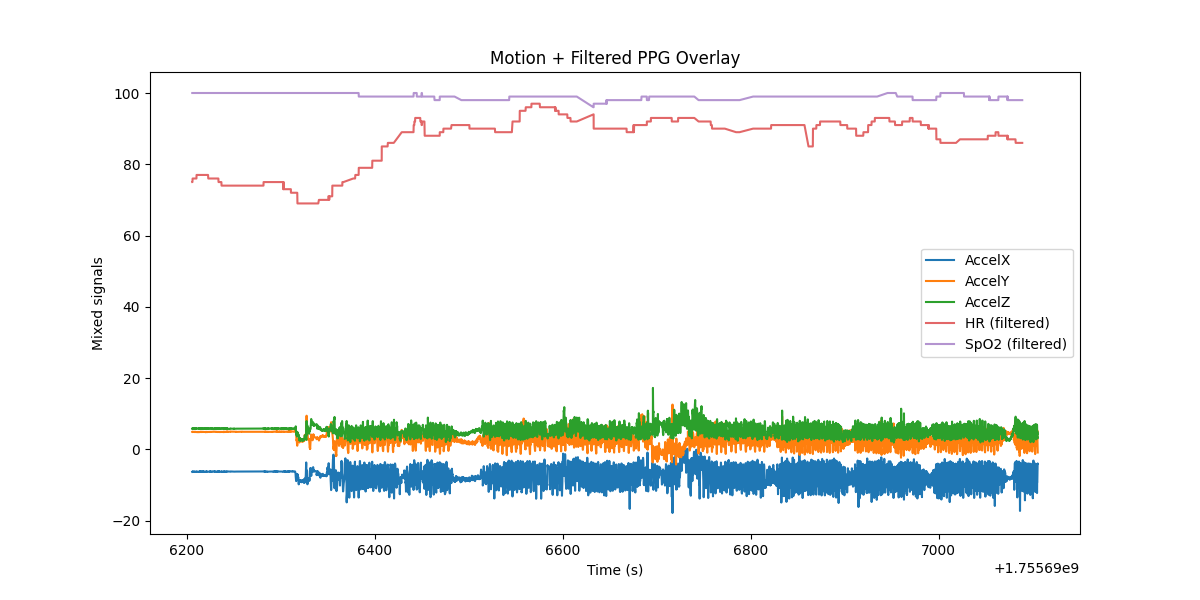 Motion + Filtered PPG Overlay
Mixed signals
100
80
60
40
20
0
−20
AccelX
AccelY
AccelZ
HR (filtered)
SpO2 (filtered)
6200
6400
6600
6800
7000
Time (s)
+1.75569e9